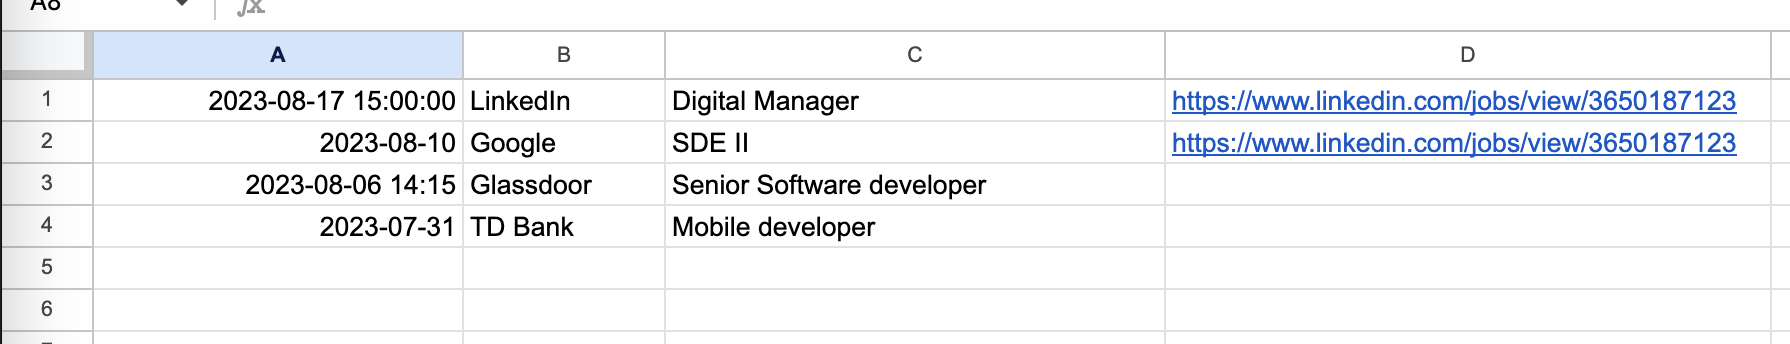 A8 fx
A B C D
1 2023-08-17 15:00:00 LinkedIn Digital Manager https://www.linkedin.com/jobs/view/3650187123
2 2023-08-10 Google SDE II https://www.linkedin.com/jobs/view/3650187123
3 2023-08-06 14:15 Glassdoor Senior Software developer
4 2023-07-31 TD Bank Mobile developer
5
6